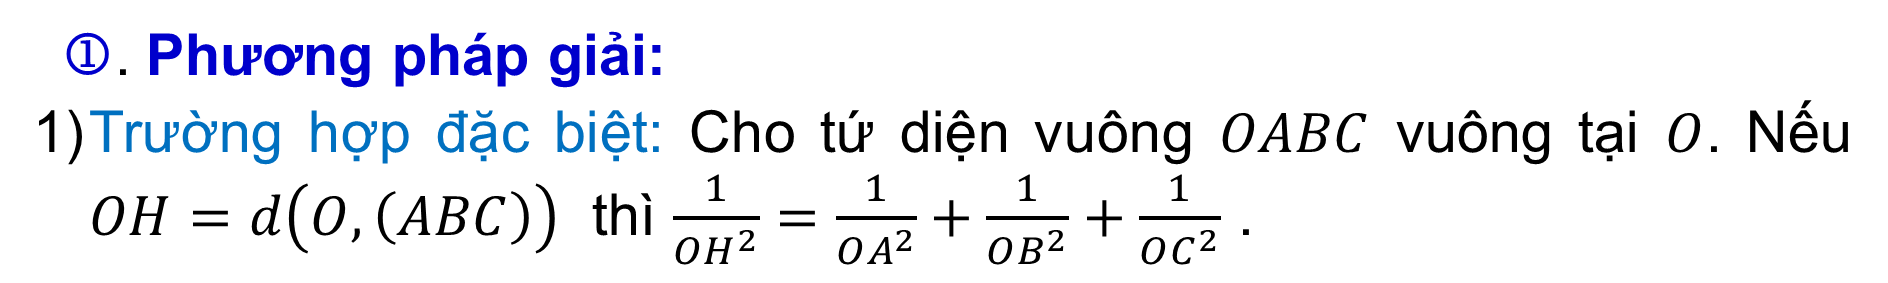 ①. Phương pháp giải:
1) Trường hợp đặc biệt: Cho tứ diện vuông OABC vuông tại O. Nếu
OH = d(O, (ABC)) thì 1/OH² = 1/OA² + 1/OB² + 1/OC² .